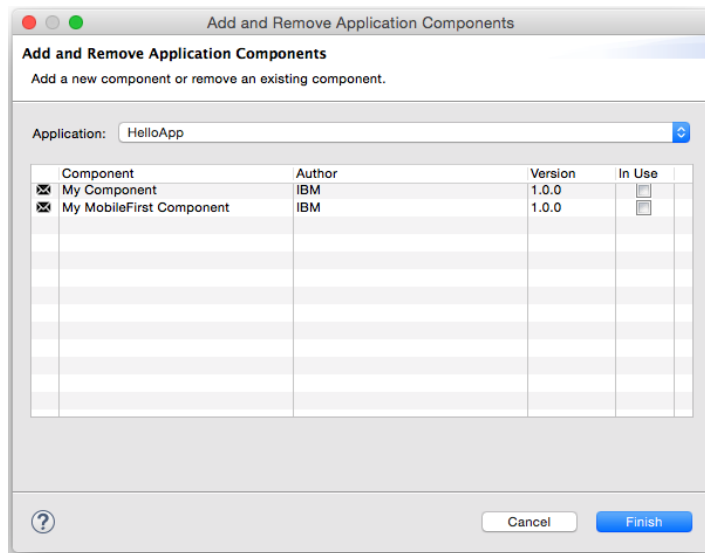 Add and Remove Application Components
Add and Remove Application Components
Add a new component or remove an existing component.
Application: HelloApp
Component Author Version In Use
My Component IBM 1.0.0
My MobileFirst Component IBM 1.0.0
? Cancel Finish